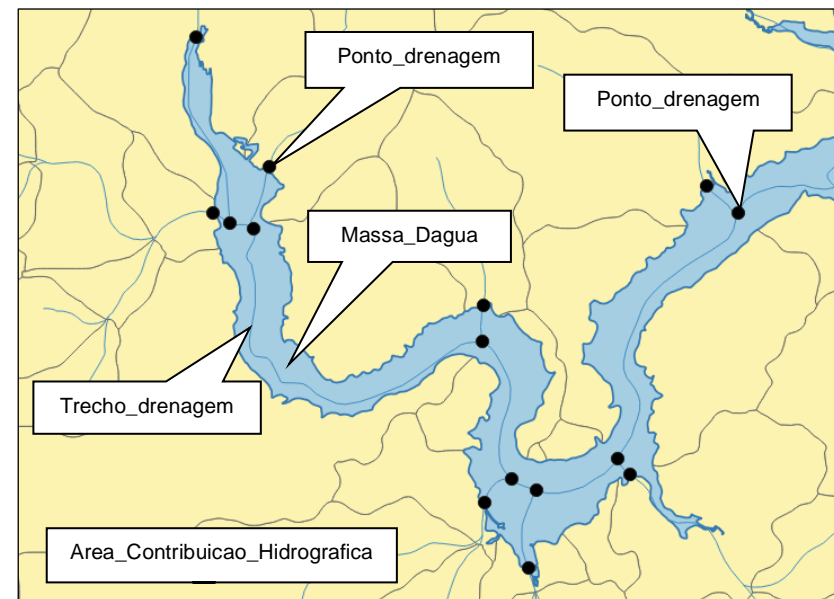 Ponto_drenagem
Ponto_drenagem
Massa_Dagua
Trecho_drenagem
Area_Contribuicao_Hidrografica